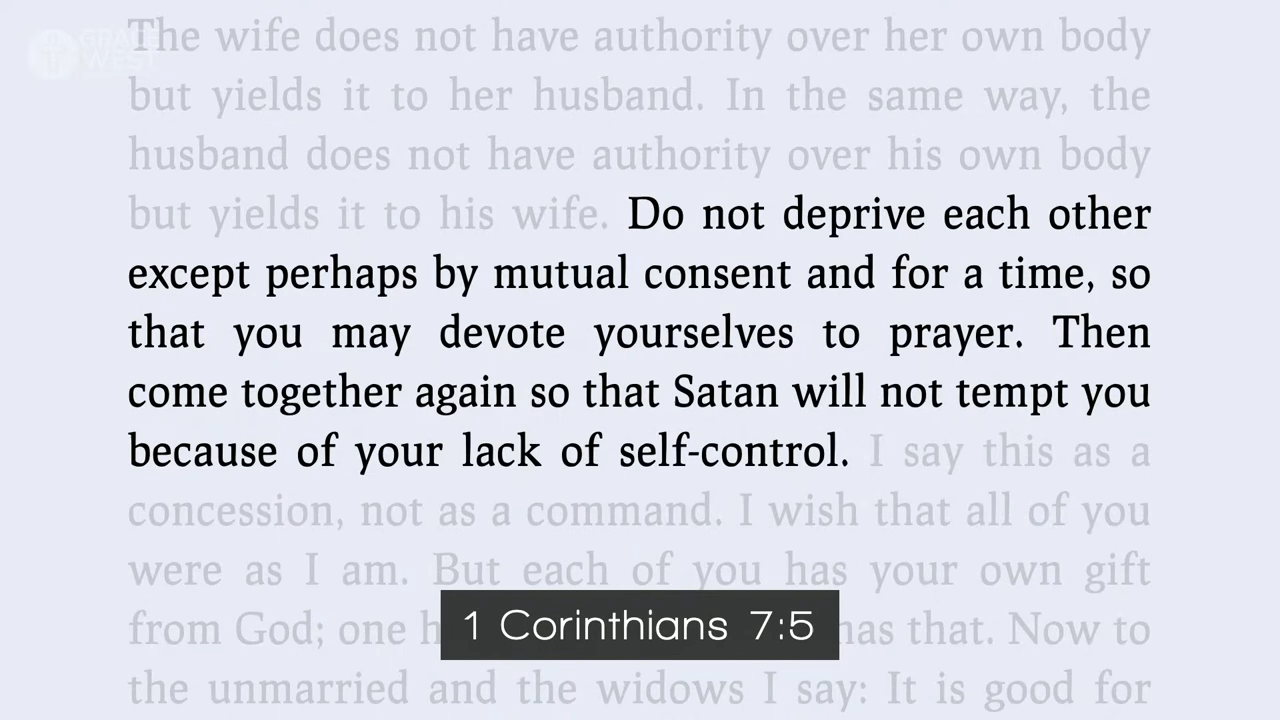 GRACE
WEST
The wife does not have authority over her own body
but yields it to her husband. In the same way, the
husband does not have authority over his own body
but yields it to his wife. Do not deprive each other
except perhaps by mutual consent and for a time, so
that you may devote yourselves to prayer. Then
come together again so that Satan will not tempt you
because of your lack of self-control. I say this as a
concession, not as a command. I wish that all of you
were as I am. But each of you has your own gift
from God; one has that. Now to
1 Corinthians 7:5
the unmarried and the widows I say: It is good for